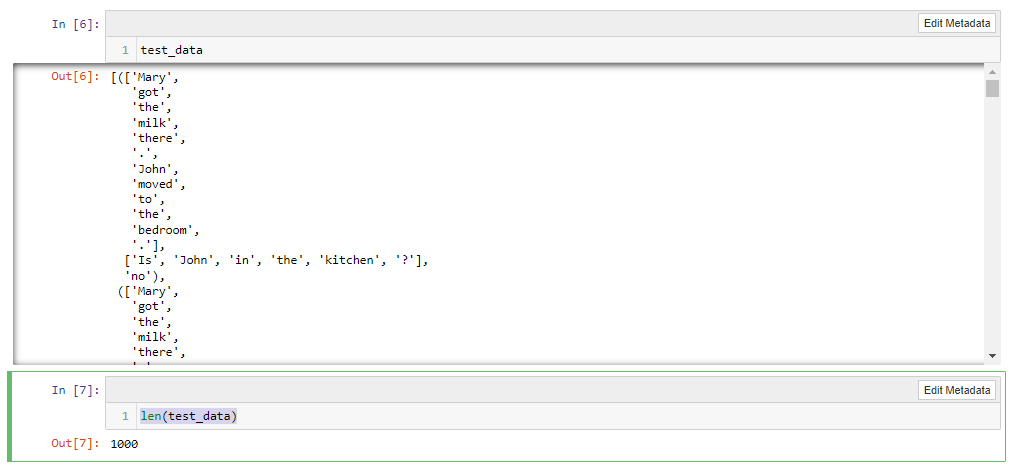 In [6]:
Edit Metadata
1 test_data
Out[6]: [(['Mary',
'got',
'the',
'milk',
'there',
'.',
'John',
'moved',
'to',
'the',
'bedroom',
'.'],
['Is', 'John', 'in', 'the', 'kitchen', '?'],
'no'),
(['Mary',
'got',
'the',
'milk',
'there',
In [7]:
Edit Metadata
1 len(test_data)
Out[7]: 1000